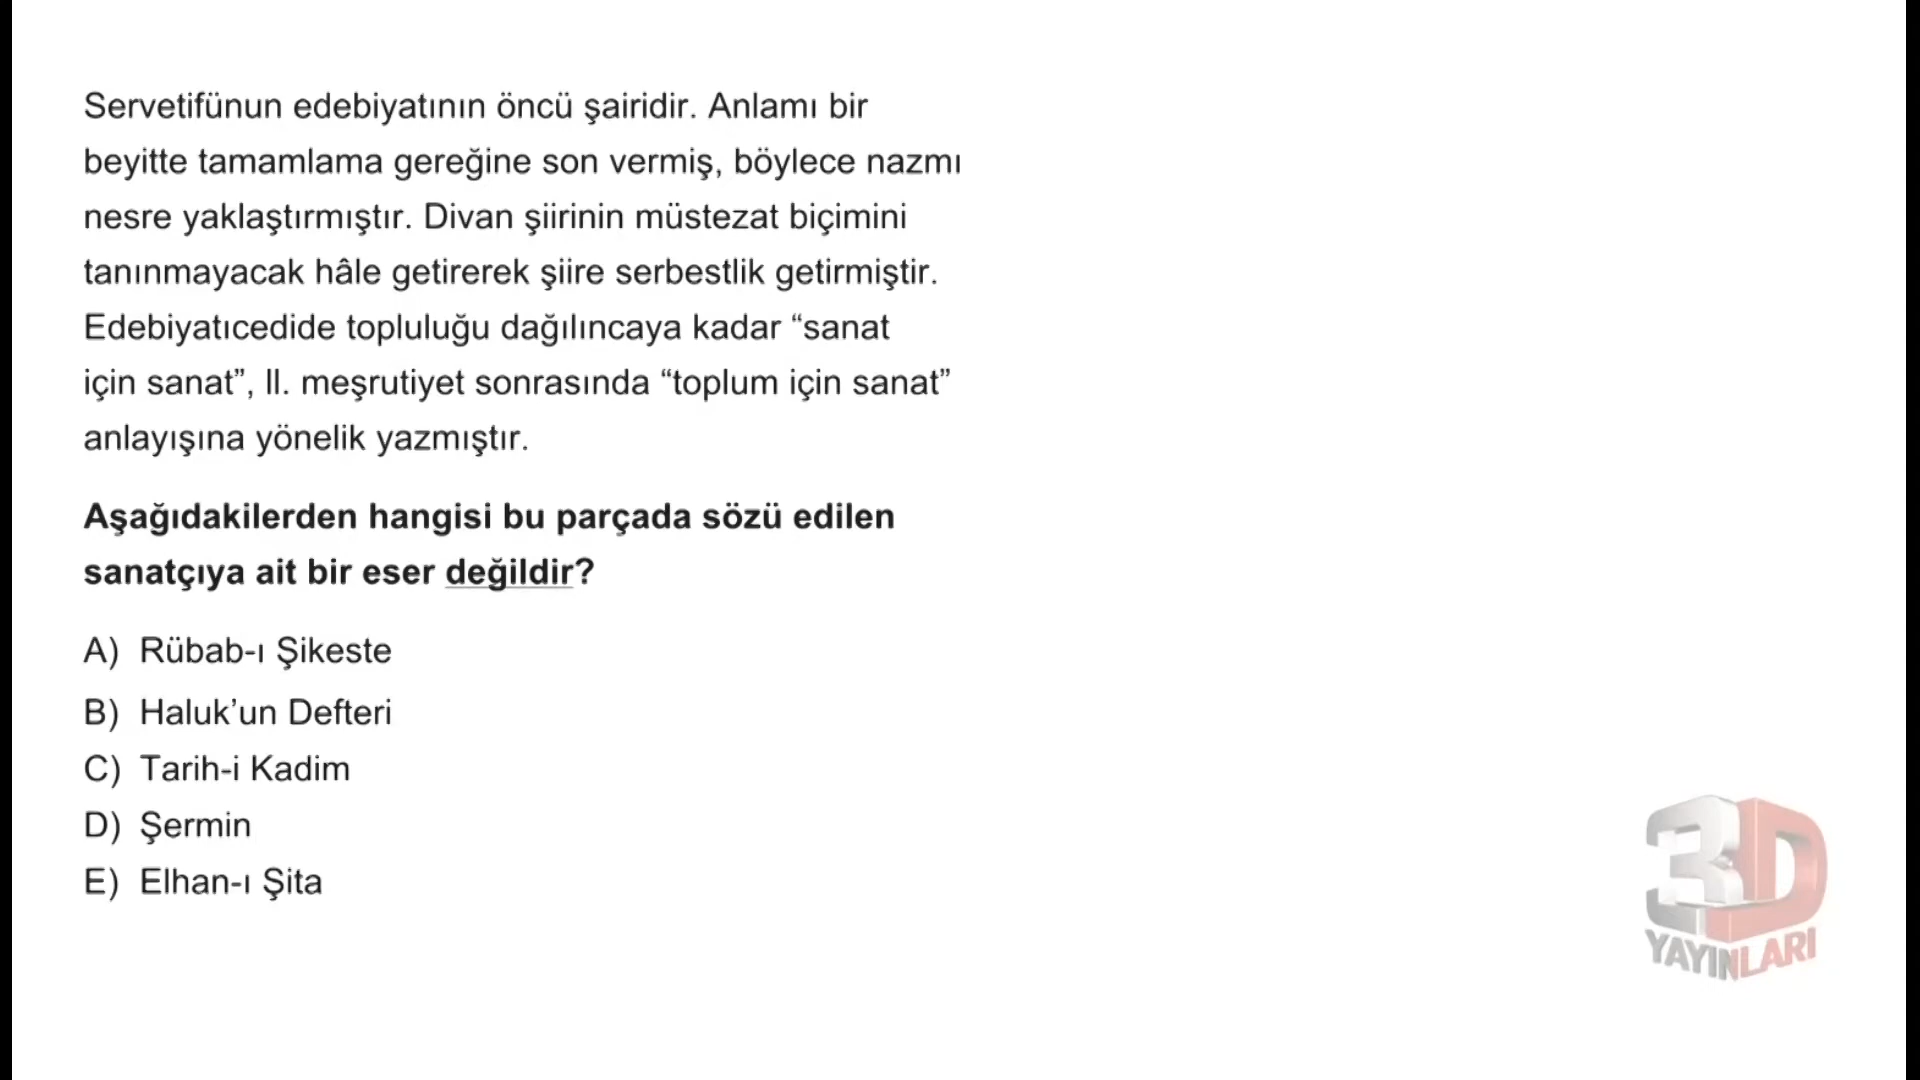 Servetifünun edebiyatının öncü şairidir. Anlamı bir
beyitte tamamlama gereğine son vermiş, böylece nazmı
nesre yaklaştırmıştır. Divan şiirinin müstezat biçimini
tanınmayacak hâle getirerek şiire serbestlik getirmiştir.
Edebiyatıcedide topluluğu dağılıncaya kadar “sanat
için sanat”, II. meşrutiyet sonrasında “toplum için sanat”
anlayışına yönelik yazmıştır.
Aşağıdakilerden hangisi bu parçada sözü edilen
sanatçıya ait bir eser değildir?
A) Rübab-ı Şikeste
B) Haluk’un Defteri
C) Tarih-i Kadim
D) Şermin
E) Elhan-ı Şita
3D
YAYINLARI